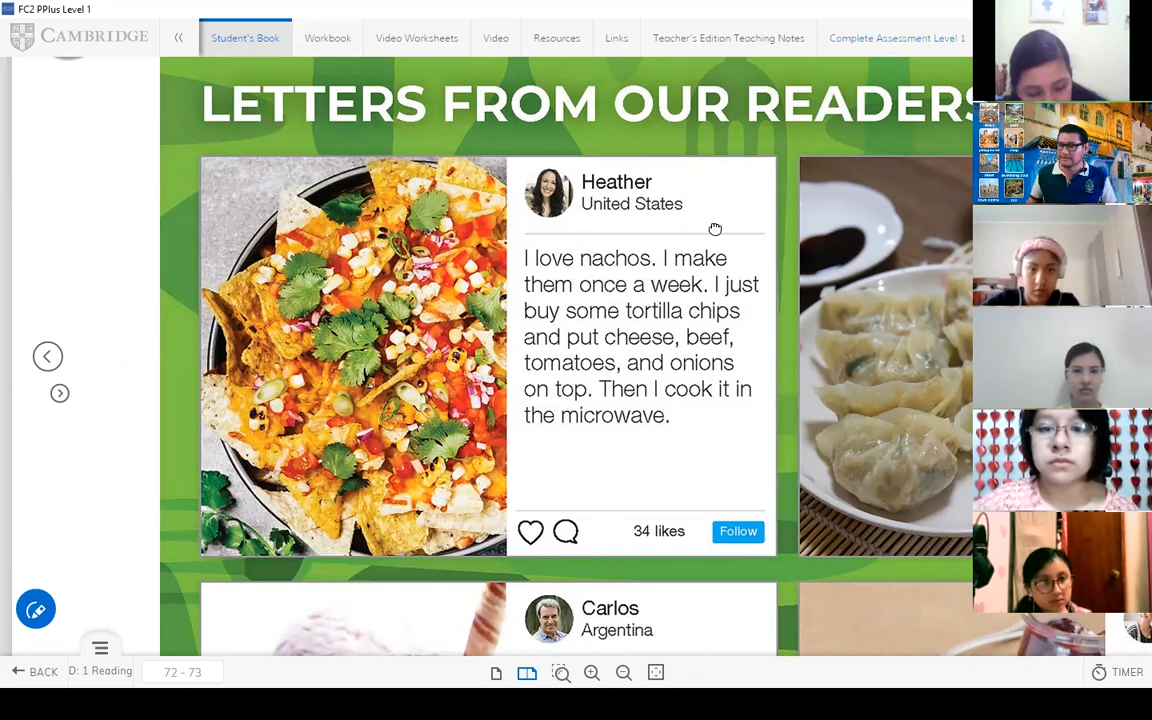 FC2 PPlus Level 1
CAMBRIDGE
Student's Book
Workbook
Video Worksheets
Video
Resources
Links
Teacher's Edition Teaching Notes
Complete Assessment Level 1
LETTERS FROM OUR READERS
Heather
United States
I love nachos. I make
them once a week. I just
buy some tortilla chips
and put cheese, beef,
tomatoes, and onions
on top. Then I cook it in
the microwave.
34 likes
Follow
Carlos
Argentina
BACK
D: 1 Reading
72 - 73
TIMER